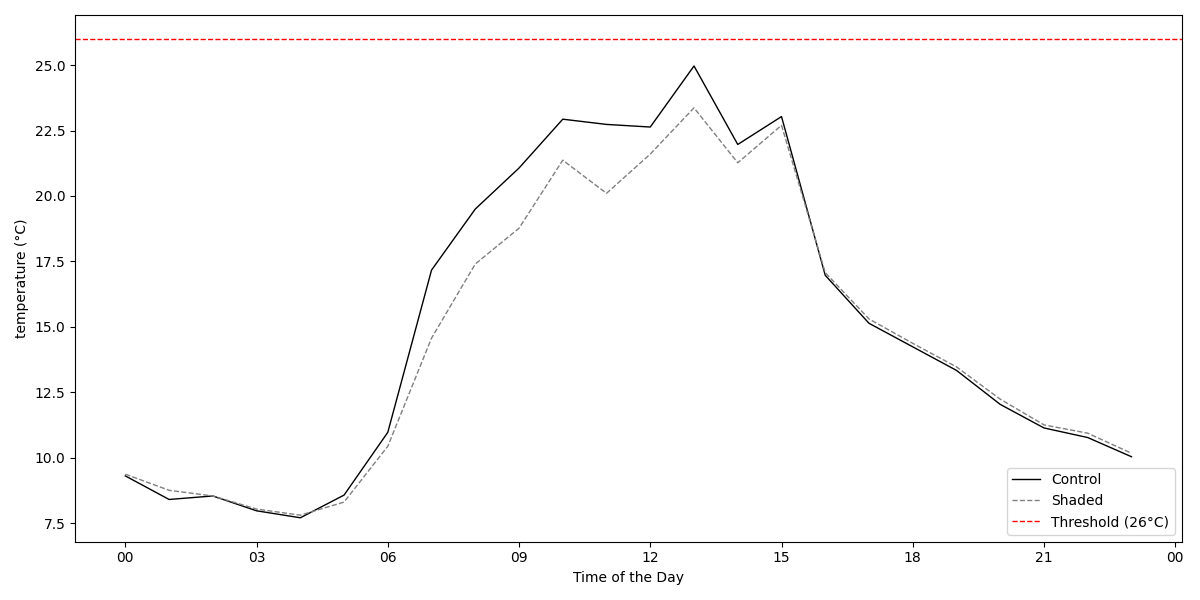 25.0
22.5
20.0
17.5
15.0
12.5
10.0
7.5
temperature (°C)
00 03 06 09 12 15 18 21 00
Time of the Day
Control
Shaded
Threshold (26°C)